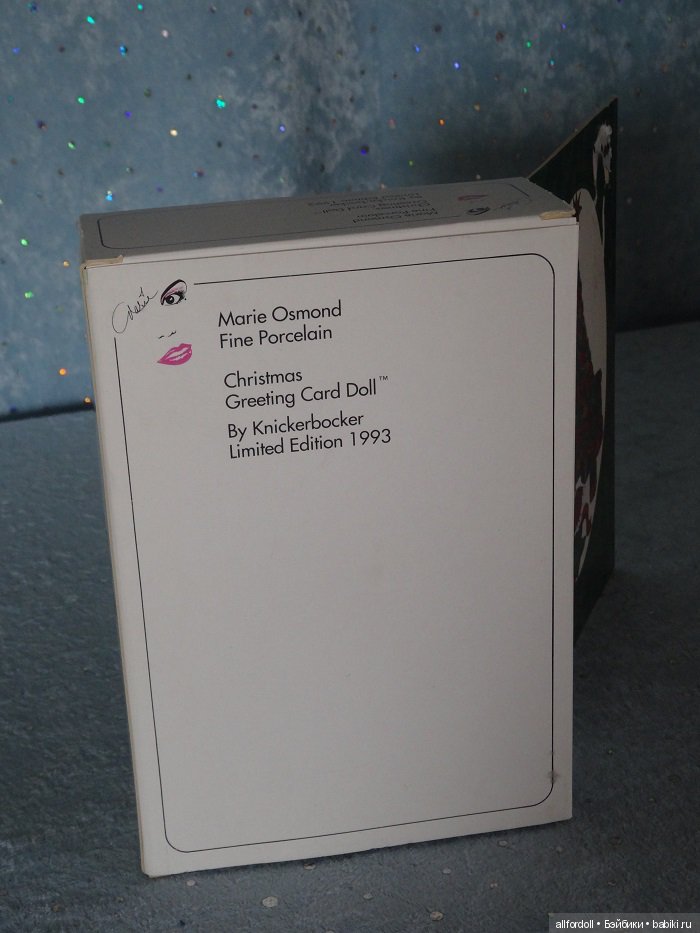 Marie Osmond
Fine Porcelain
Christmas
Greeting Card Doll™
By Knickerbocker
Limited Edition 1993
allfordoll • Бэйбики • babiki.ru